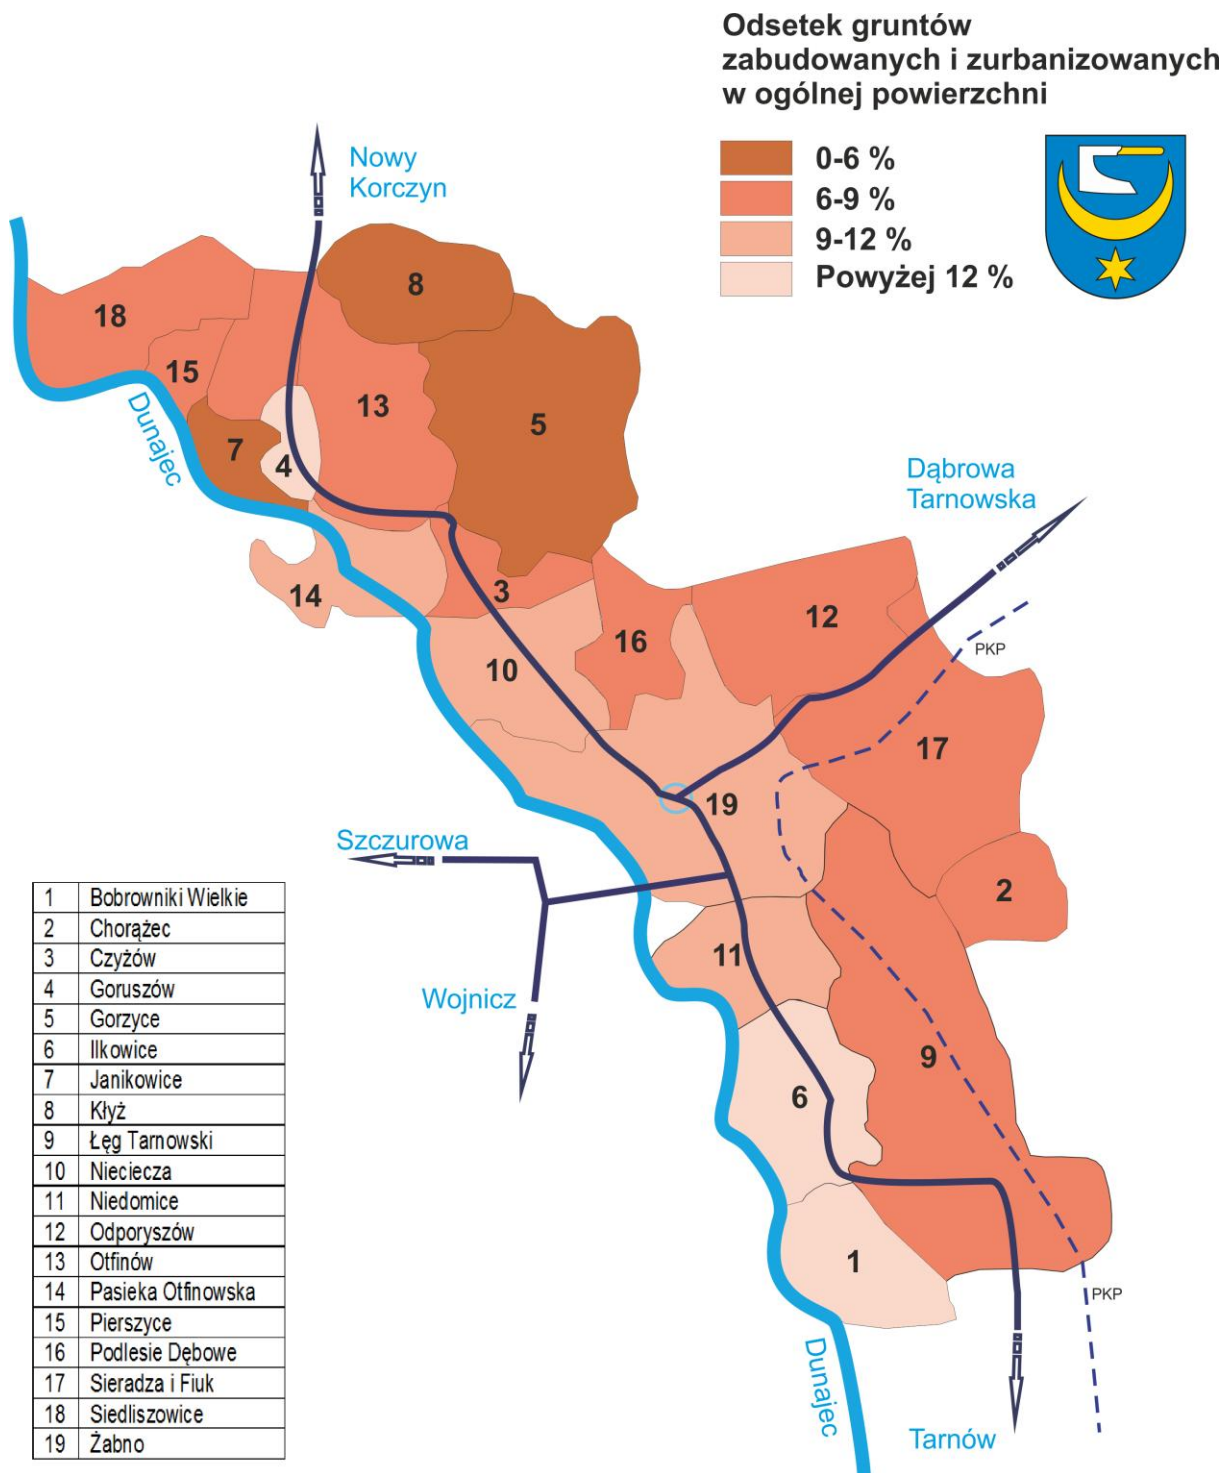 Odsetek gruntów
zabudowanych i zurbanizowanych
w ogólnej powierzchni
0-6 %
6-9 %
9-12 %
Powyżej 12 %
Nowy
Korczyn
8
18
15
13
5
7
4
Dunajec
Dąbrowa
Tarnowska
14
3
12
16
10
PKP
17
19
Szczurowa
2
11
Wojnicz
9
6
1
PKP
Dunajec
Tarnów
1 Bobrowniki Wielkie
2 Chorążec
3 Czyżów
4 Goruszów
5 Gorzyce
6 Ilkowice
7 Janikowice
8 Kłyż
9 Łęg Tarnowski
10 Nieciecza
11 Niedomice
12 Odporyszów
13 Otfinów
14 Pasieka Otfinowska
15 Pierszyce
16 Podlesie Dębowe
17 Sieradza i Fiuk
18 Siedliszowice
19 Żabno